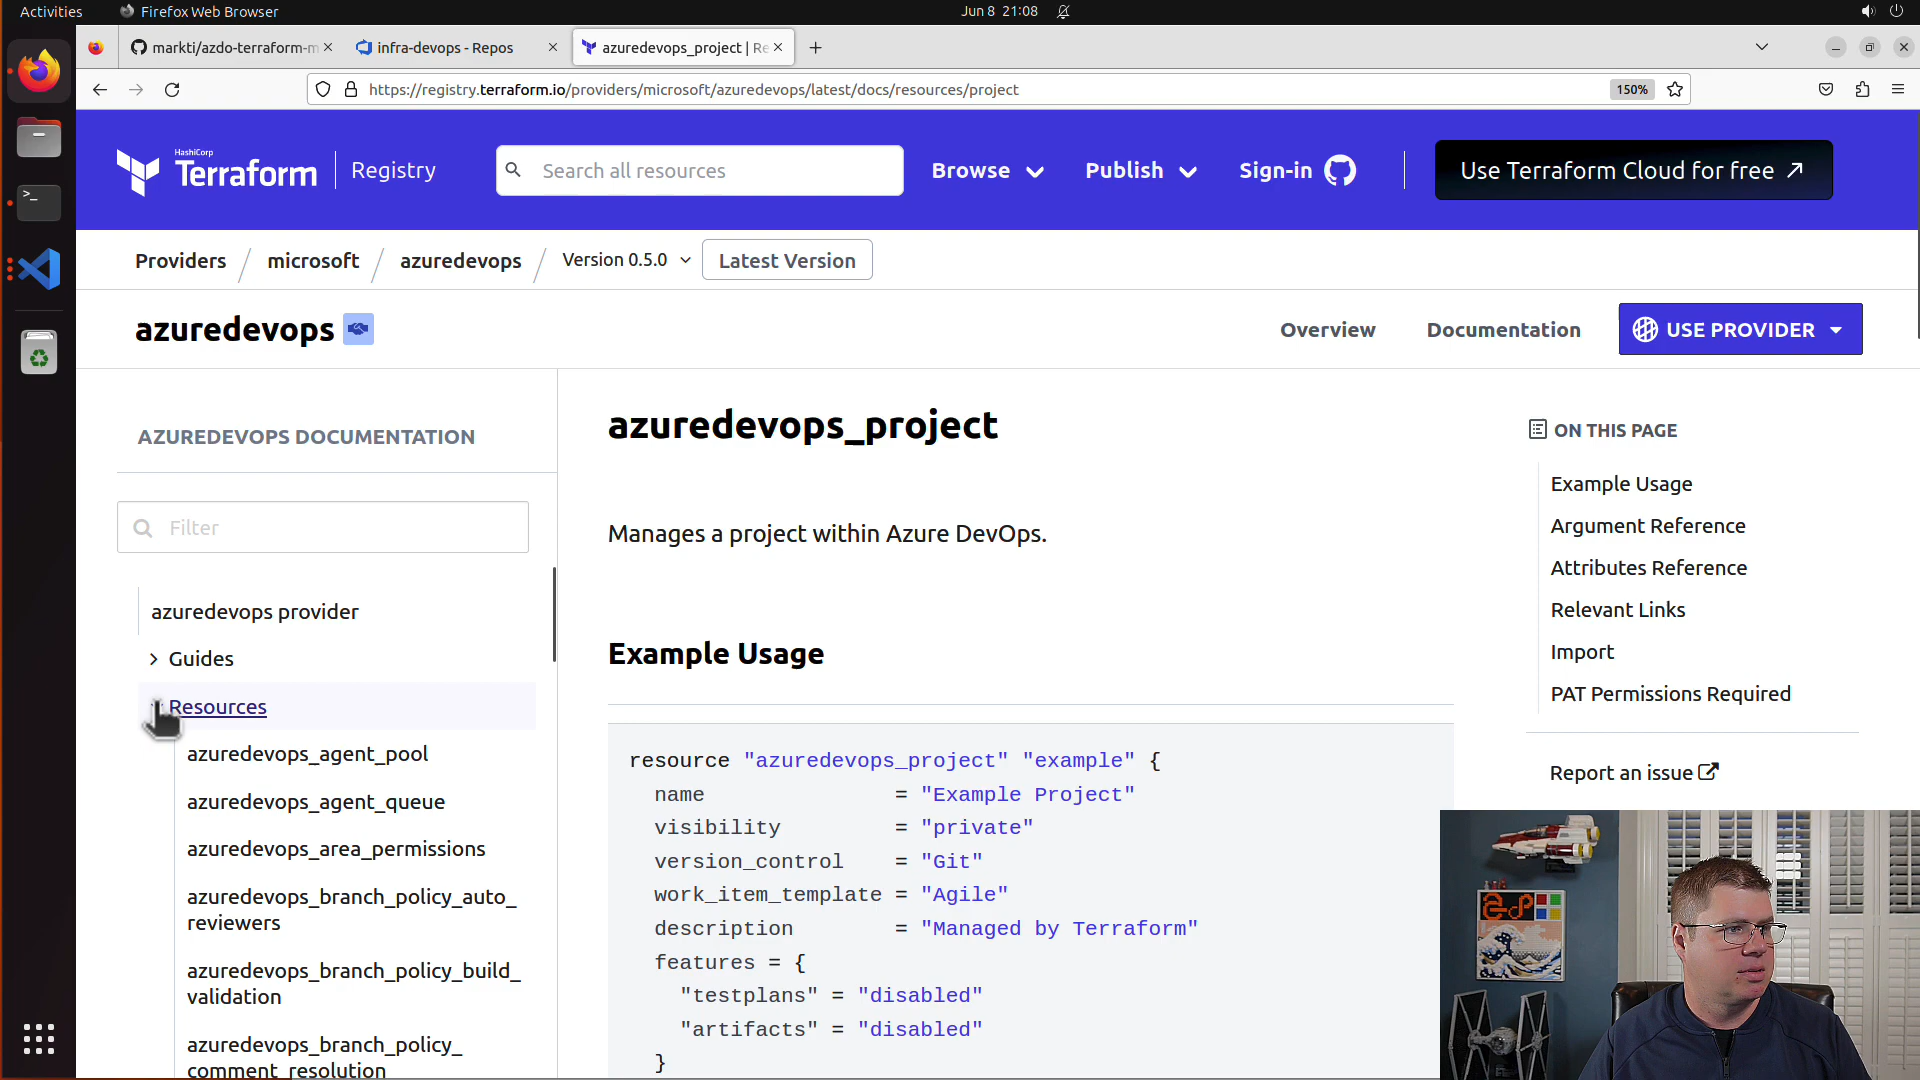 Activities
Firefox Web Browser
Jun 8 21:08
markti/azdo-terraform-m
infra-devops - Repos
azuredevops_project | Re
https://registry.terraform.io/providers/microsoft/azuredevops/latest/docs/resources/project
150%
HashiCorp
Terraform
Registry
Search all resources
Browse
Publish
Sign-in
Use Terraform Cloud for free
Providers
microsoft
azuredevops
Version 0.5.0
Latest Version
azuredevops
Overview
Documentation
USE PROVIDER
AZUREDEVOPS DOCUMENTATION
Filter
azuredevops provider
Guides
Resources
azuredevops_agent_pool
azuredevops_agent_queue
azuredevops_area_permissions
azuredevops_branch_policy_auto_
reviewers
azuredevops_branch_policy_build_
validation
azuredevops_branch_policy_
comment_resolution
azuredevops_project
Manages a project within Azure DevOps.
Example Usage
resource "azuredevops_project" "example" {
name = "Example Project"
visibility = "private"
version_control = "Git"
work_item_template = "Agile"
description = "Managed by Terraform"
features = {
"testplans" = "disabled"
"artifacts" = "disabled"
}
ON THIS PAGE
Example Usage
Argument Reference
Attributes Reference
Relevant Links
Import
PAT Permissions Required
Report an issue